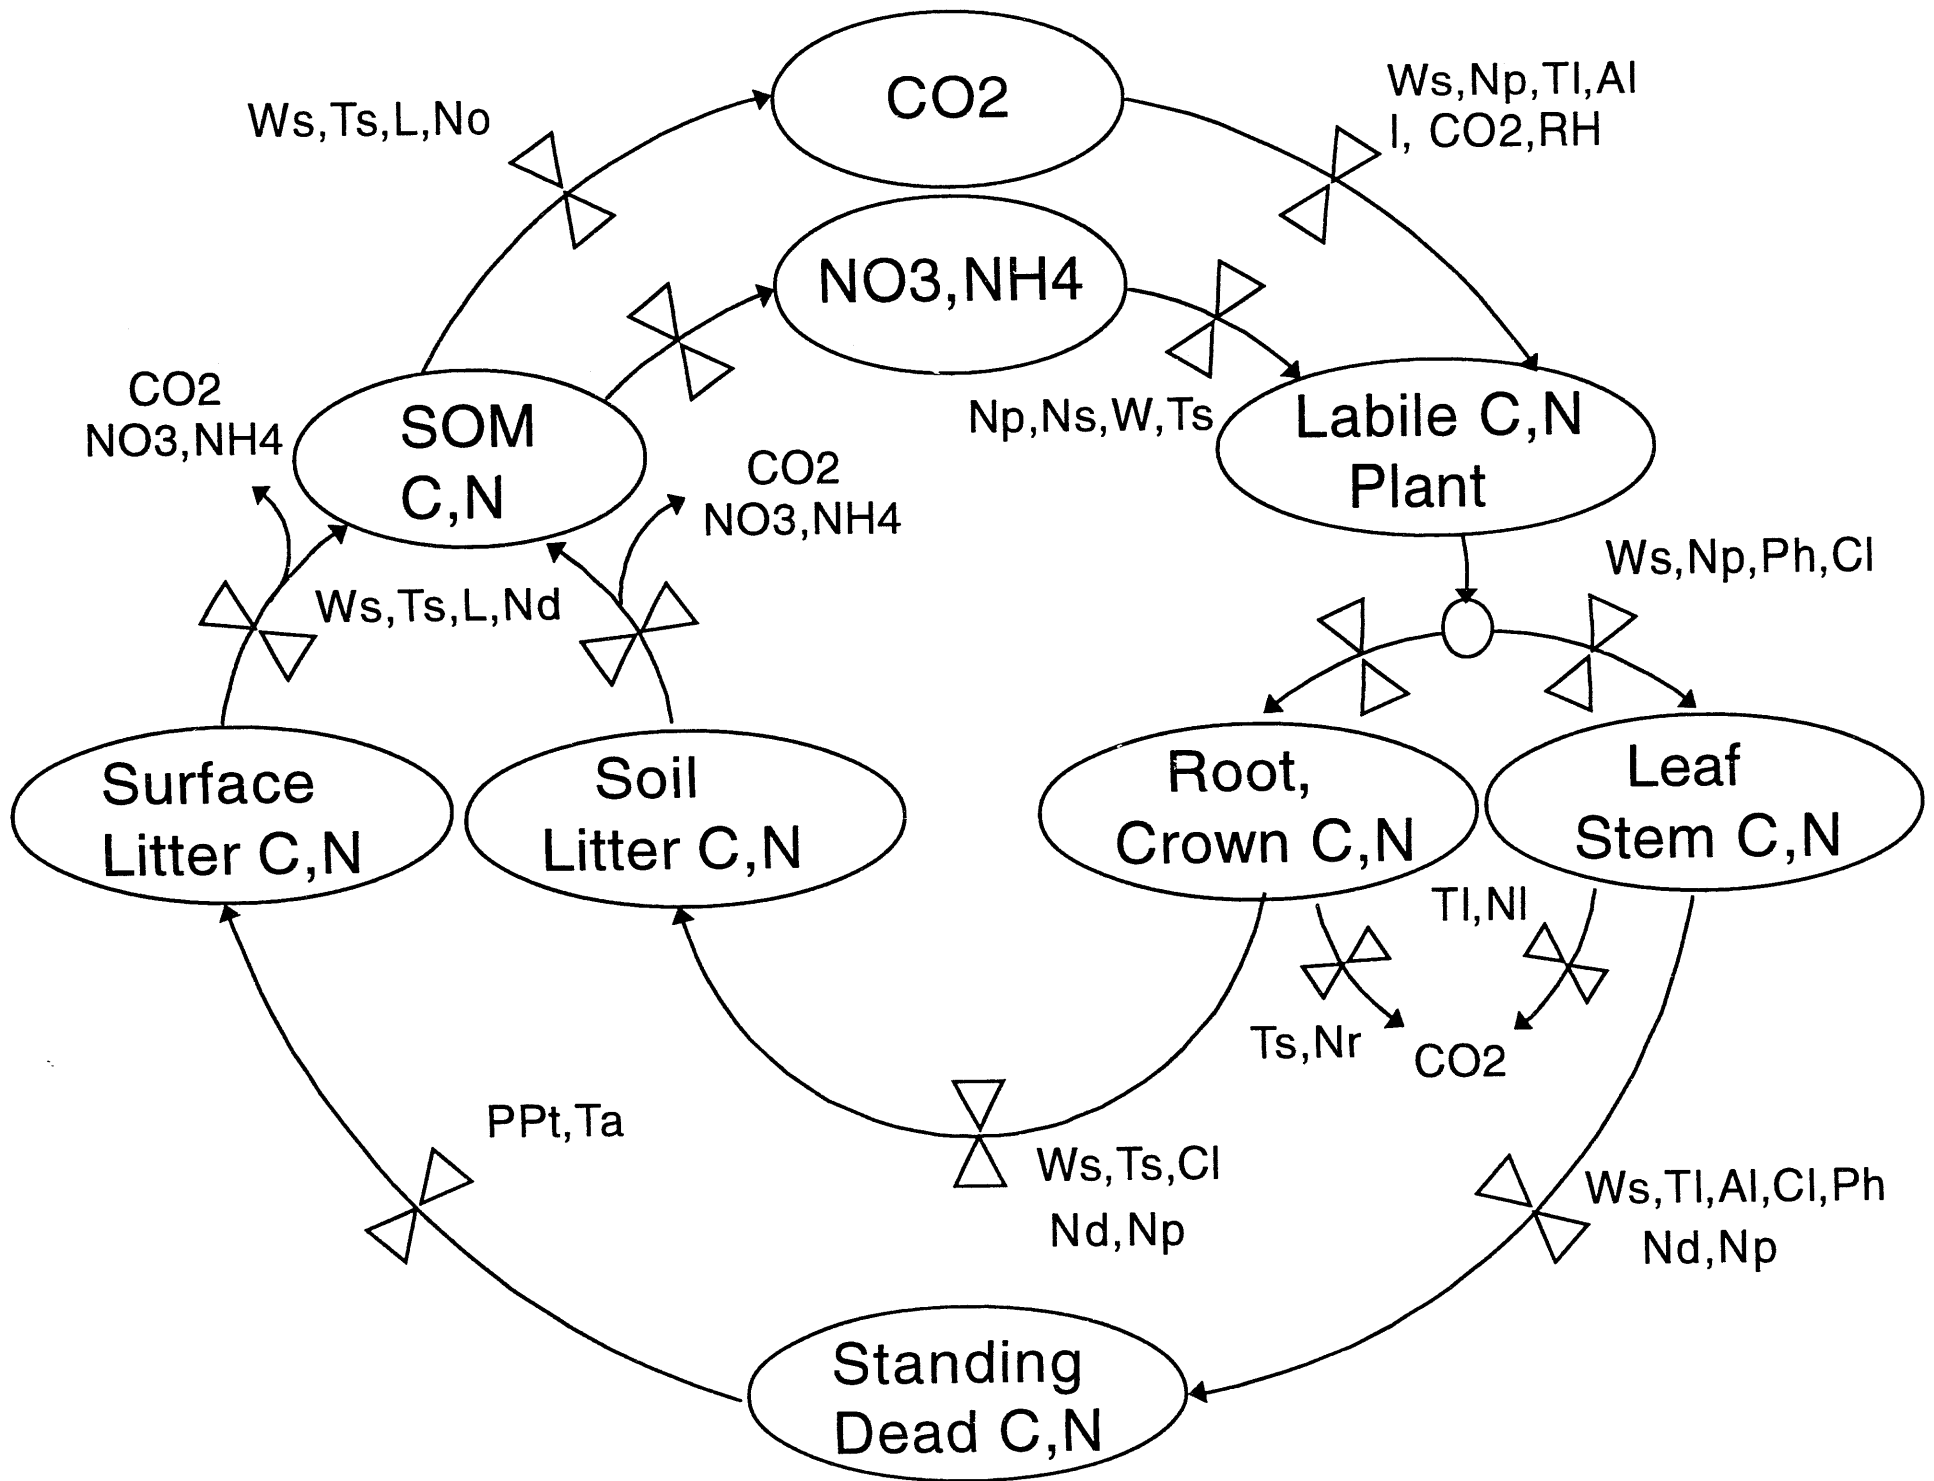 CO2
Ws,Np,Tl,Al
I, CO2,RH
Ws,Ts,L,No
NO3,NH4
CO2
NO3,NH4
SOM
C,N
Np,Ns,W,Ts
Labile C,N
Plant
CO2
NO3,NH4
Ws,Np,Ph,Cl
Ws,Ts,L,Nd
Surface
Litter C,N
Soil
Litter C,N
Root,
Crown C,N
Leaf
Stem C,N
Tl,Nl
Ts,Nr
CO2
PPt,Ta
Ws,Ts,Cl
Nd,Np
Ws,Tl,Al,Cl,Ph
Nd,Np
Standing
Dead C,N